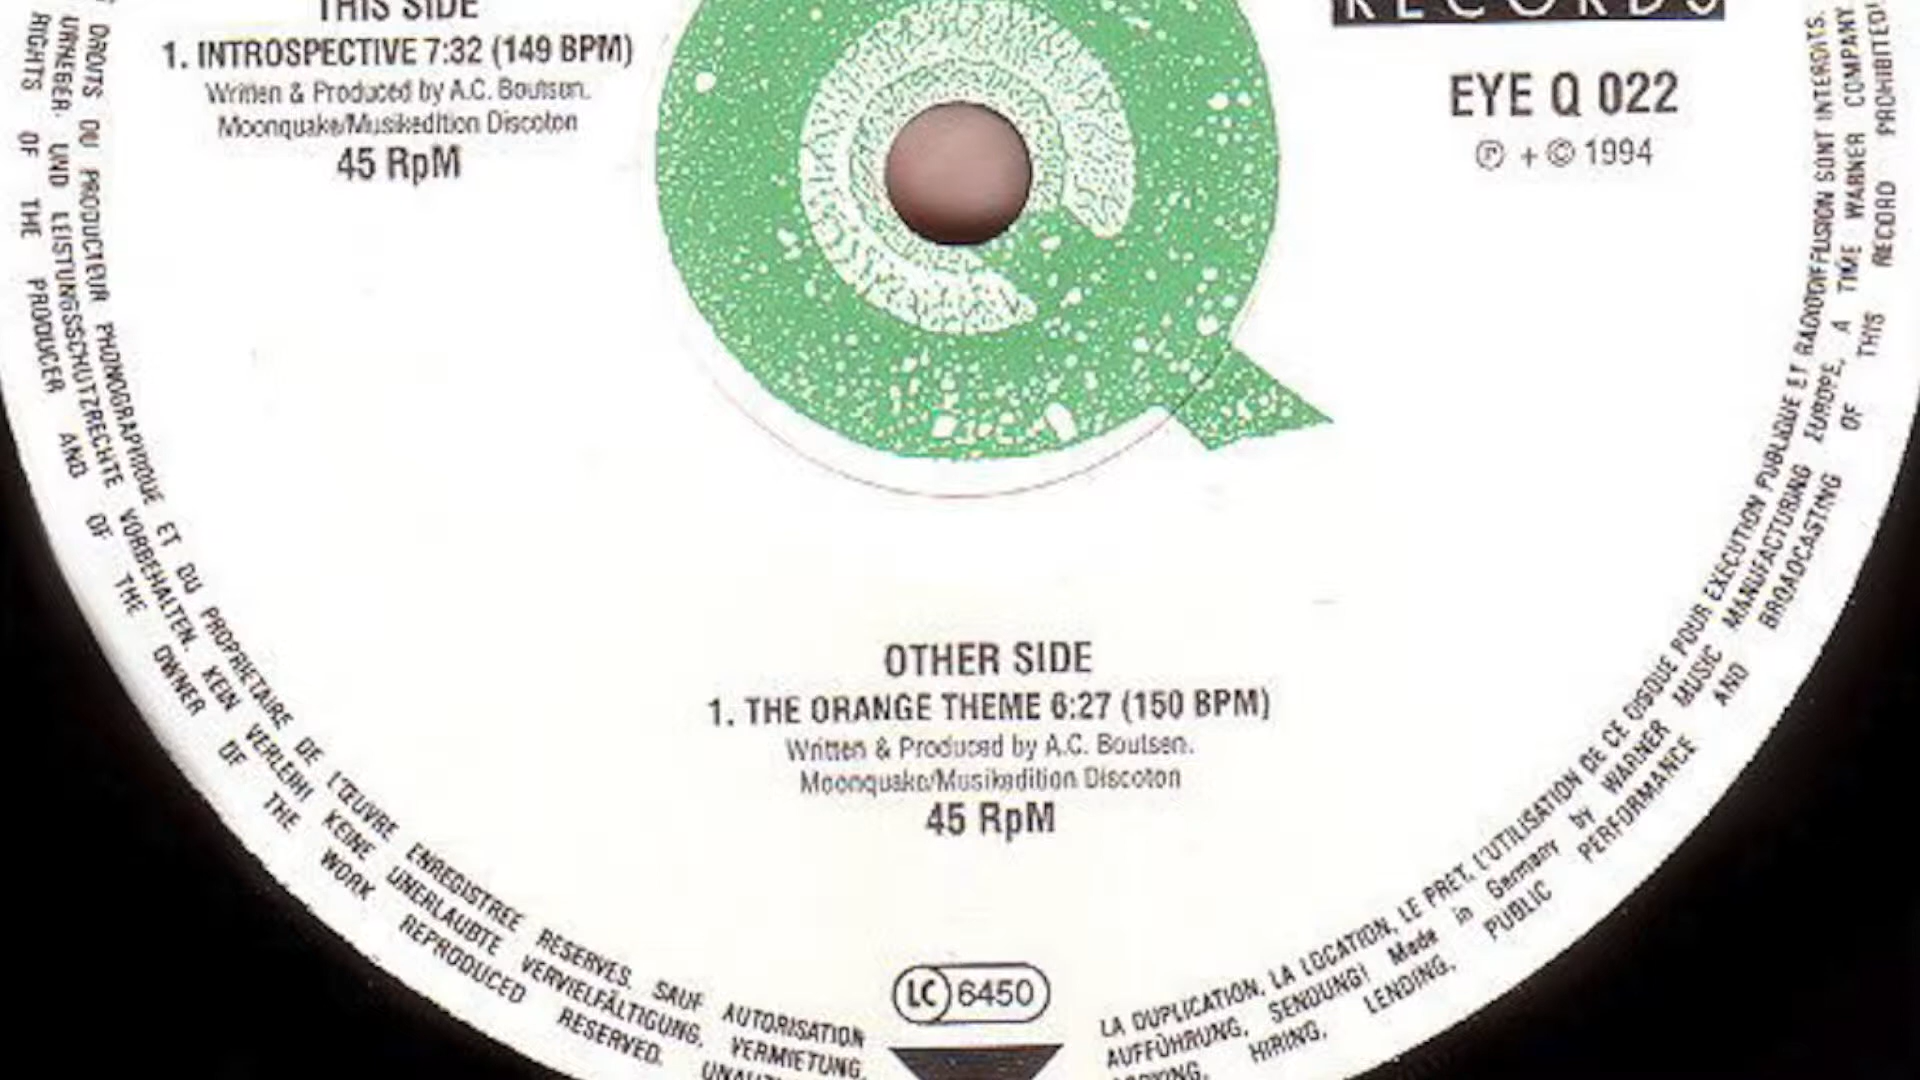 THIS SIDE
1. INTROSPECTIVE 7:32 (149 BPM)
Written & Produced by A.C. Boutsen.
Moonquake/Musikedition Discoton
45 RpM
RECORDS
EYE Q 022
℗ + © 1994
OTHER SIDE
1. THE ORANGE THEME 6:27 (150 BPM)
Written & Produced by A.C. Boutsen.
Moonquake/Musikedition Discoton
45 RpM
LC 6450
DROITS DU PRODUCTEUR PHONOGRAPHIQUE ET DU PROPRIETAIRE DE L'ŒUVRE ENREGISTREE RESERVES. SAUF AUTORISATION LA DUPLICATION, LA LOCATION, LE PRET, L'UTILISATION DE CE DISQUE POUR EXECUTION PUBLIQUE ET RADIODIFFUSION SONT INTERDITS.
URHEBER- UND LEISTUNGSSCHUTZRECHTE VORBEHALTEN. KEIN VERLEIH! KEINE UNERLAUBTE VERVIELFÄLTIGUNG, VERMIETUNG, AUFFÜHRUNG, SENDUNG! Made in Germany by WARNER MUSIC MANUFACTURING EUROPE, A TIME WARNER COMPANY
RIGHTS OF THE PRODUCER AND OF THE OWNER OF THE WORK REPRODUCED RESERVED. HIRING, LENDING, PUBLIC PERFORMANCE AND BROADCASTING OF THIS RECORD PROHIBITED!